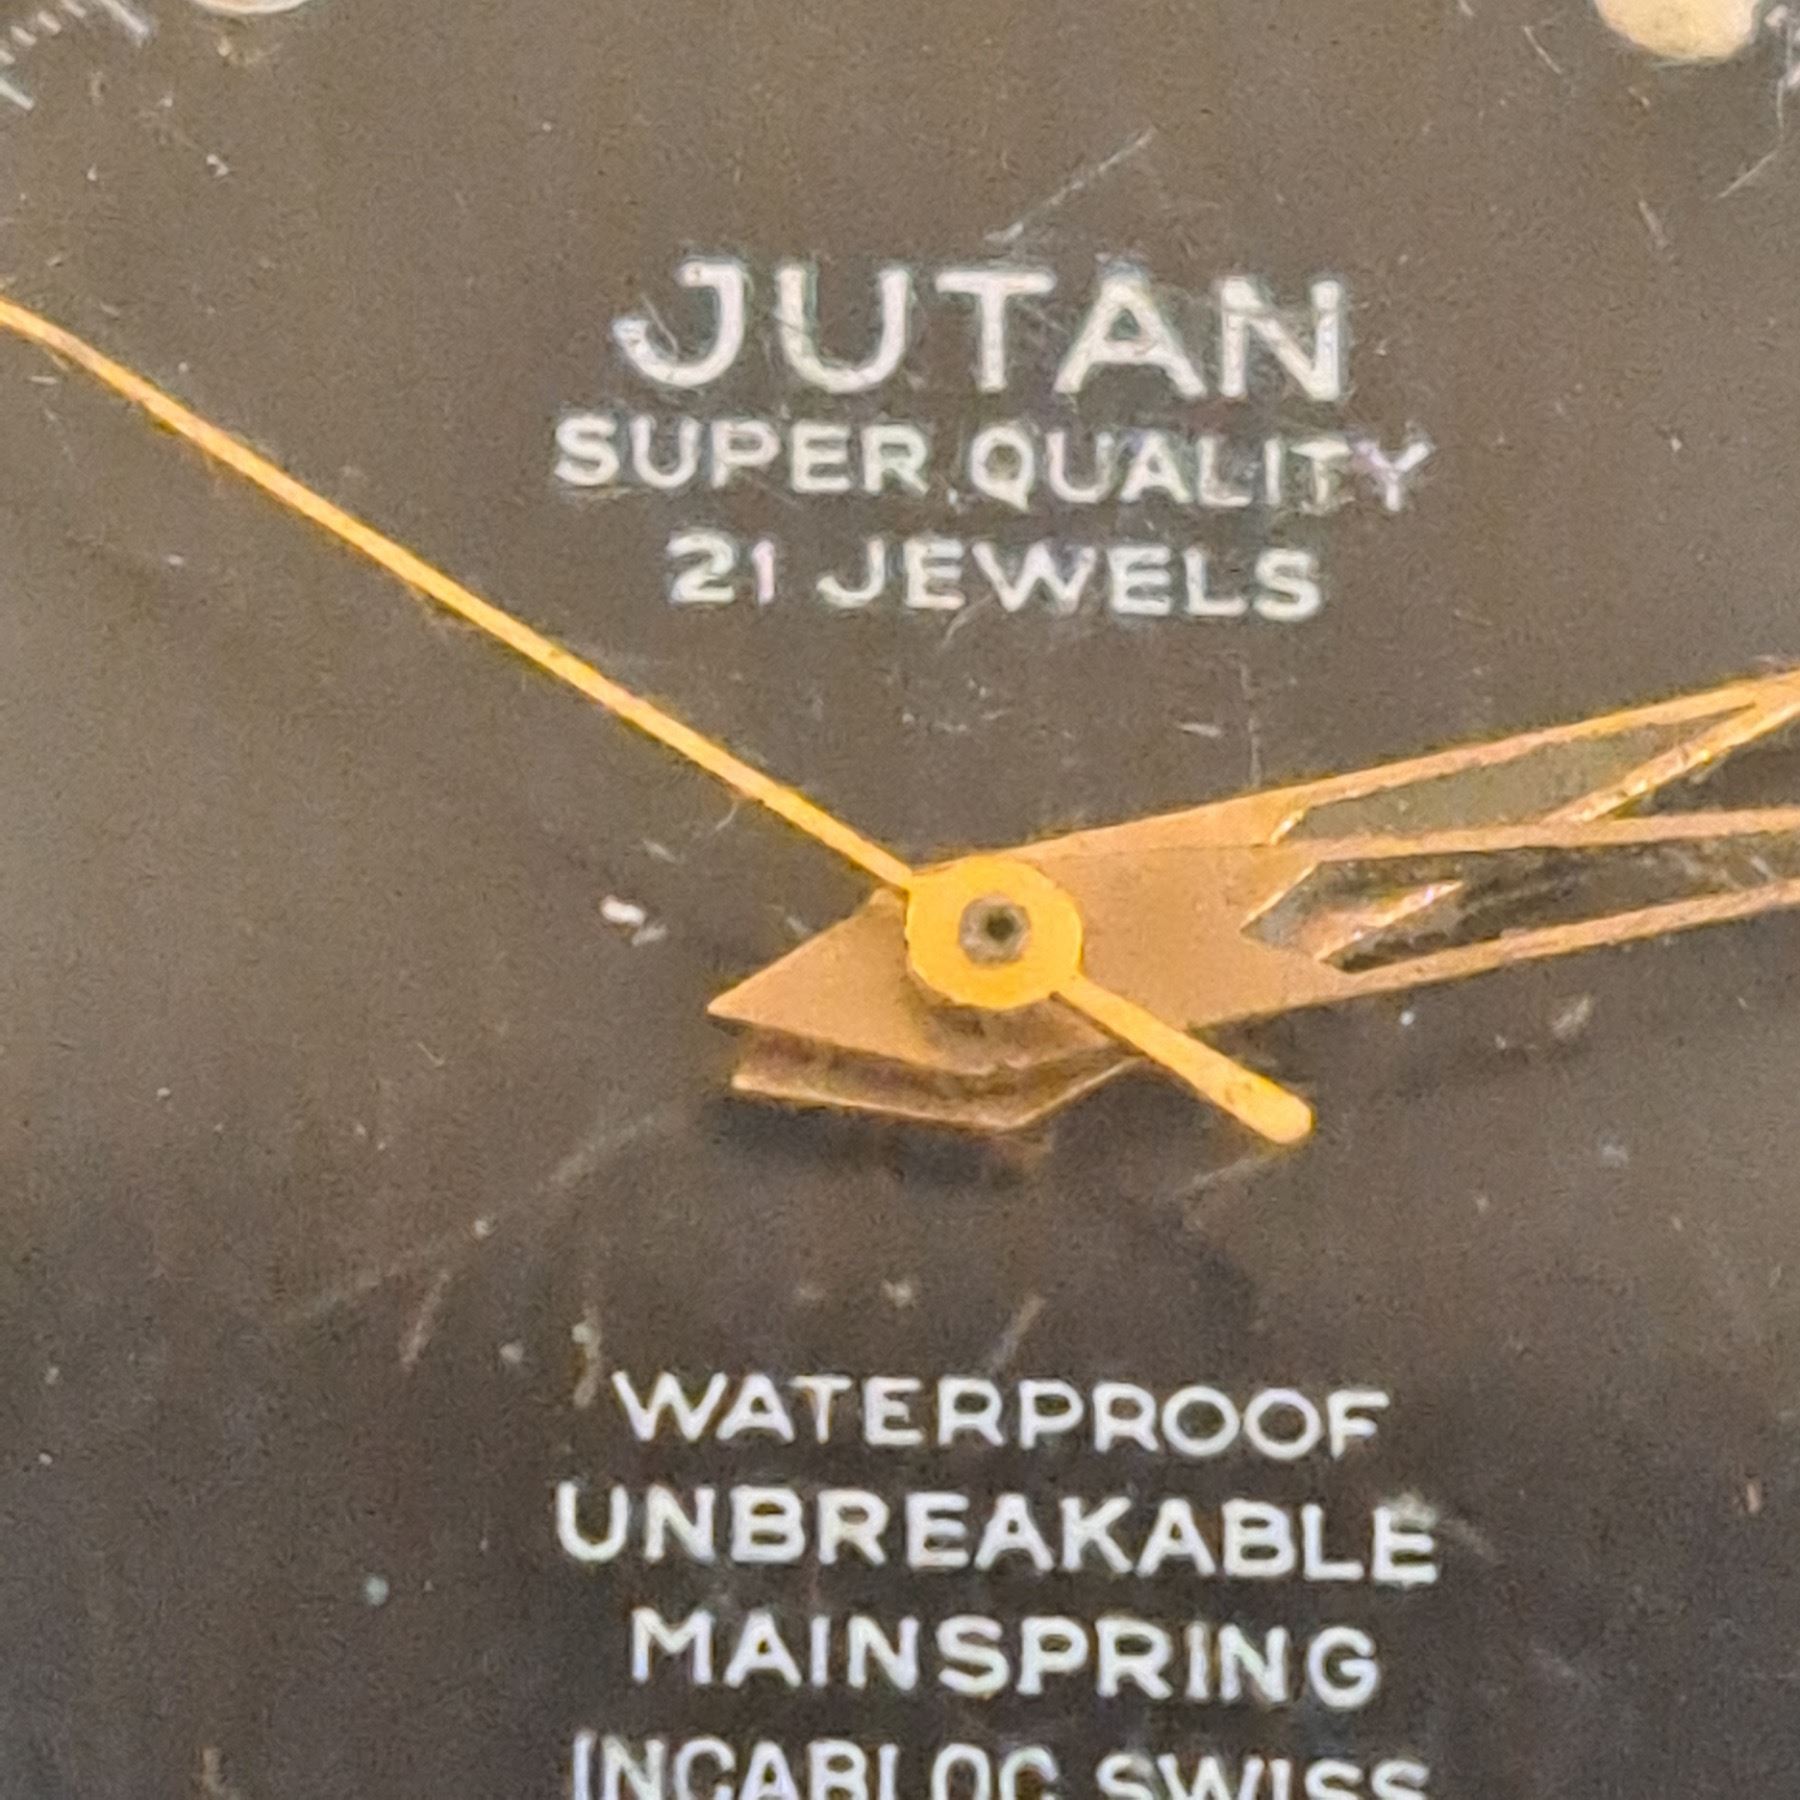 JUTAN
SUPER QUALITY
21 JEWELS
WATERPROOF
UNBREAKABLE
MAINSPRING
INCABLOC SWISS